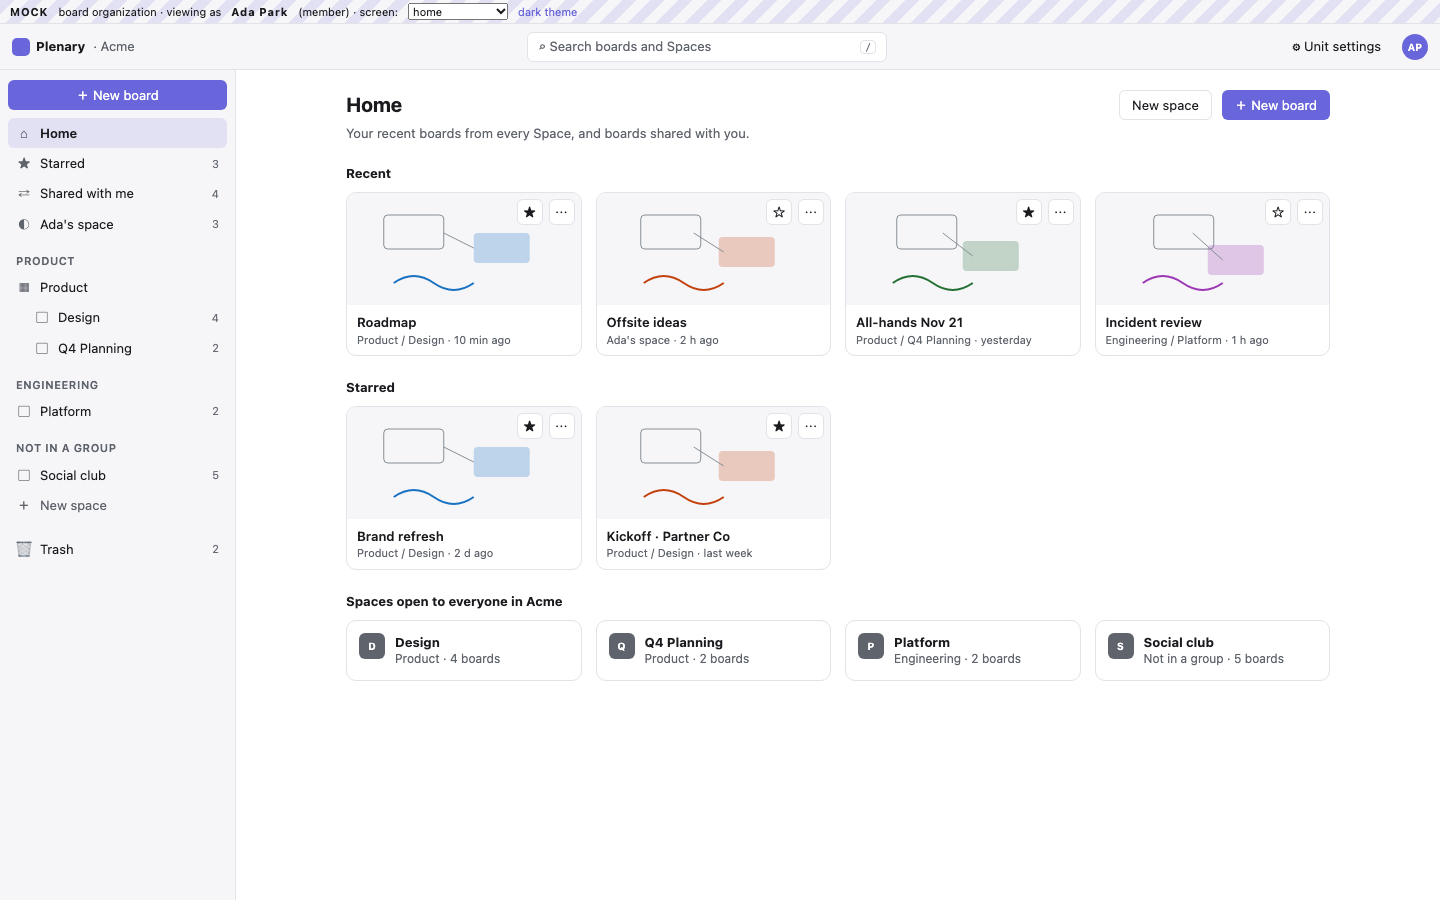 MOCK board organization · viewing as Ada Park (member) · screen: home dark theme
Plenary · Acme
Search boards and Spaces /
Unit settings
AP
+ New board
Home
Starred 3
Shared with me 4
Ada's space 3
PRODUCT
Product
Design 4
Q4 Planning 2
ENGINEERING
Platform 2
NOT IN A GROUP
Social club 5
+ New space
Trash 2
Home
New space
+ New board
Your recent boards from every Space, and boards shared with you.
Recent
Roadmap
Product / Design · 10 min ago
Offsite ideas
Ada's space · 2 h ago
All-hands Nov 21
Product / Q4 Planning · yesterday
Incident review
Engineering / Platform · 1 h ago
Starred
Brand refresh
Product / Design · 2 d ago
Kickoff · Partner Co
Product / Design · last week
Spaces open to everyone in Acme
D
Design
Product · 4 boards
Q
Q4 Planning
Product · 2 boards
P
Platform
Engineering · 2 boards
S
Social club
Not in a group · 5 boards